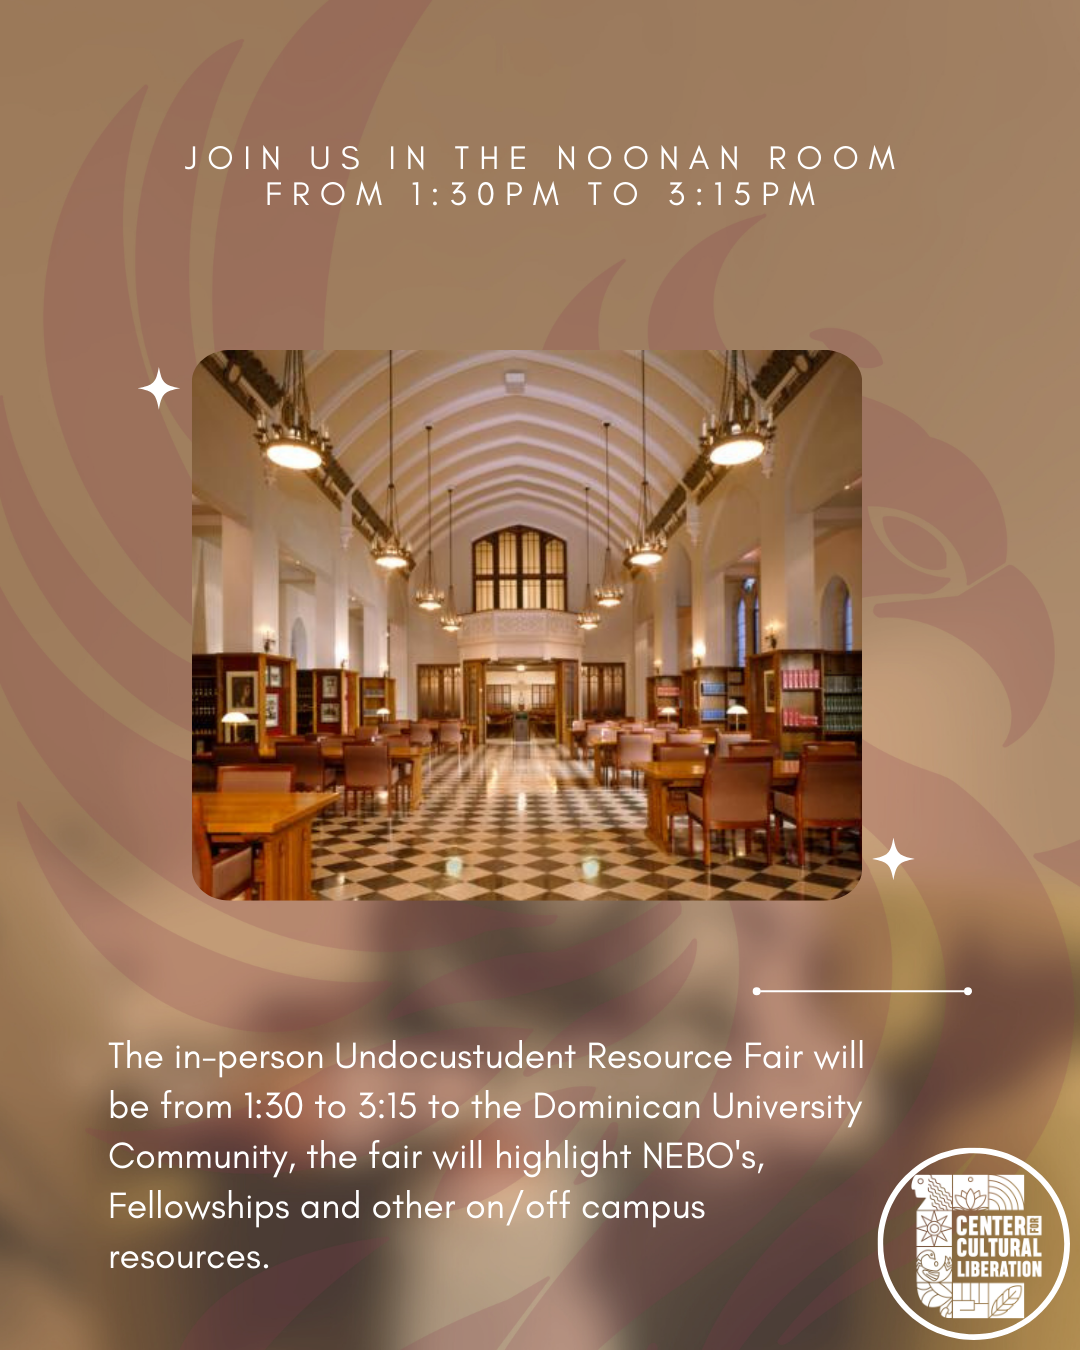 JOIN US IN THE NOONAN ROOM
FROM 1:30PM TO 3:15PM
The in-person Undocustudent Resource Fair will
be from 1:30 to 3:15 to the Dominican University
Community, the fair will highlight NEBO's,
Fellowships and other on/off campus
resources.
CENTER FOR
CULTURAL
LIBERATION